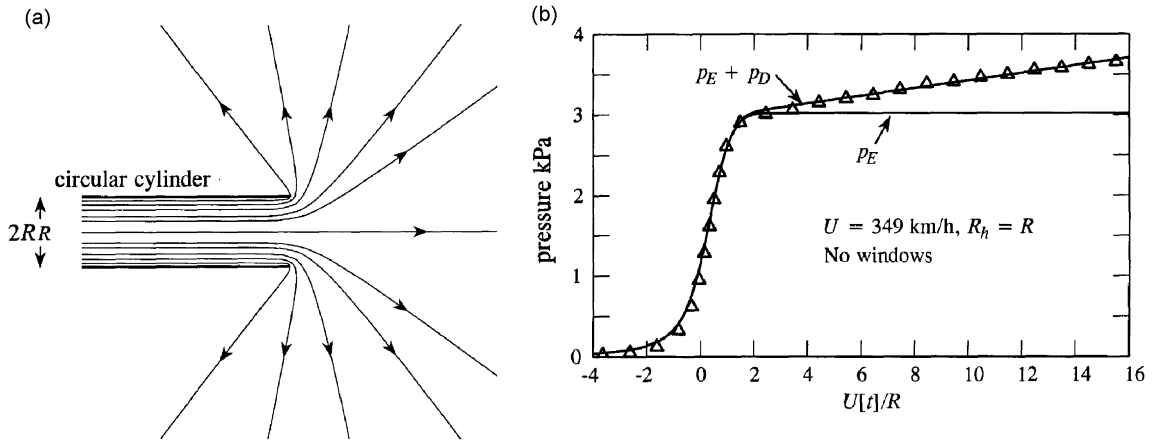 (a)
circular cylinder
2RR
(b)
pressure kPa
4
3
2
1
0
p_E + p_D
p_E
U = 349 km/h, R_h = R
No windows
-4 -2 0 2 4 6 8 10 12 14 16
U[t]/R